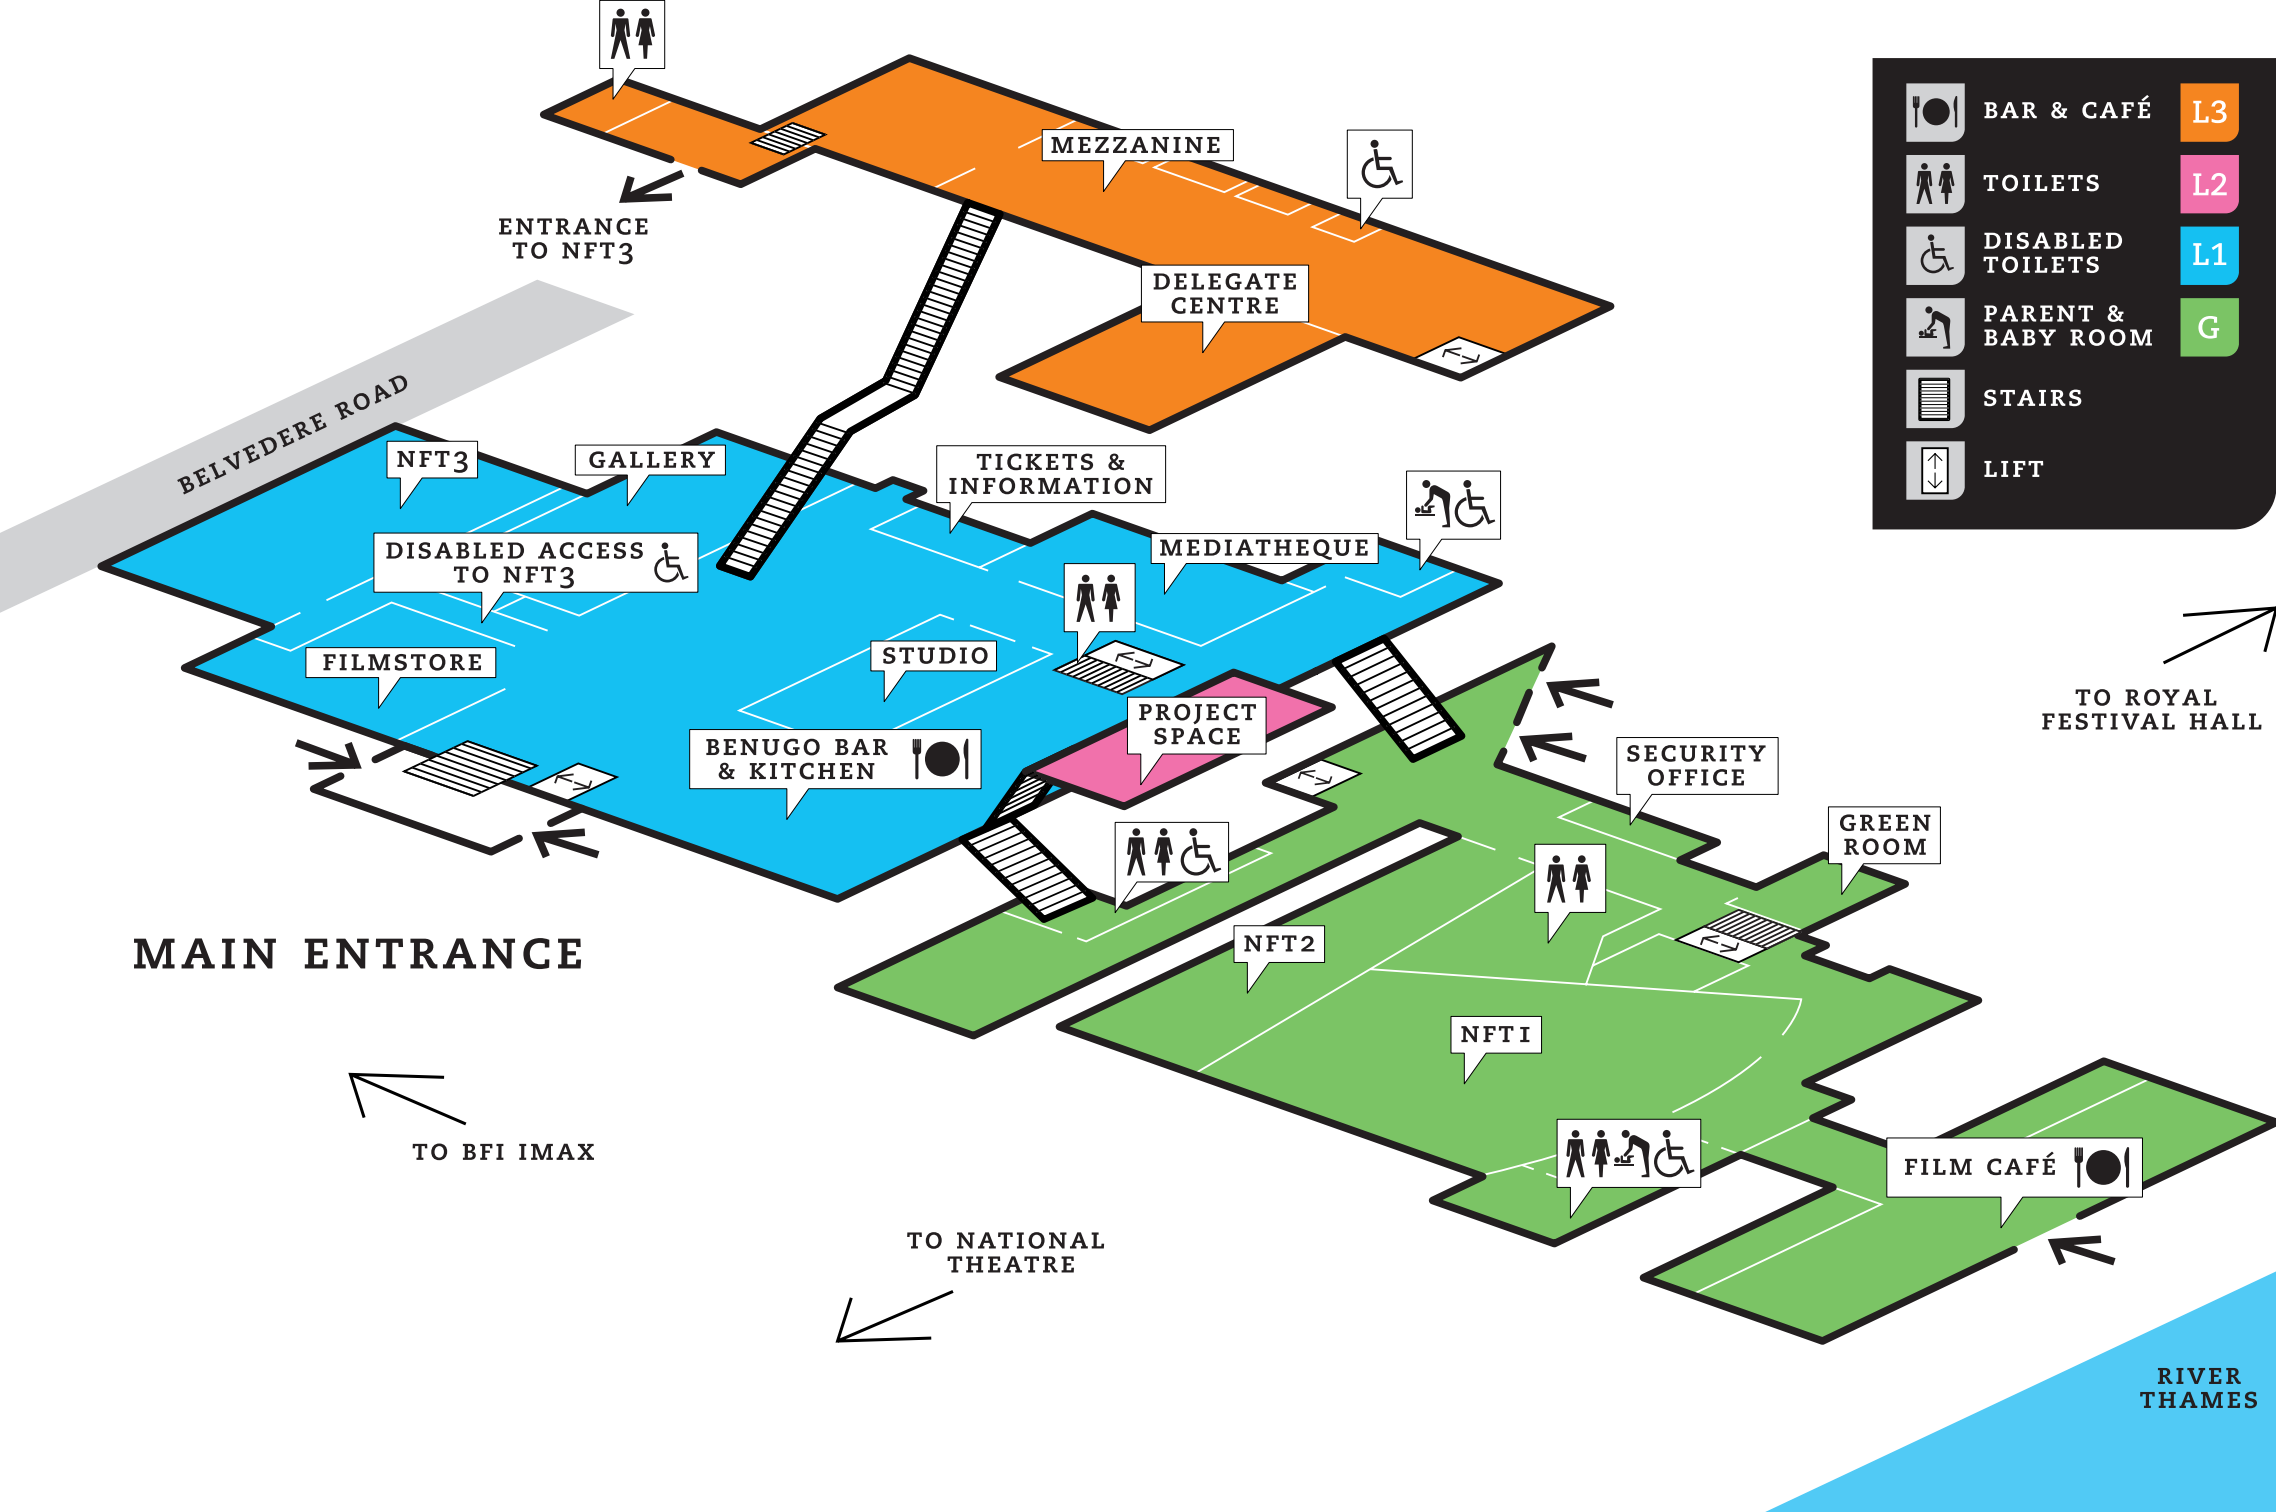 MEZZANINE
ENTRANCE
TO NFT3
DELEGATE
CENTRE
BELVEDERE ROAD
NFT3
GALLERY
TICKETS &
INFORMATION
DISABLED ACCESS
TO NFT3
MEDIATHEQUE
FILMSTORE
STUDIO
PROJECT
SPACE
BENUGO BAR
& KITCHEN
SECURITY
OFFICE
GREEN
ROOM
MAIN ENTRANCE
NFT2
NFT1
TO BFI IMAX
FILM CAFÉ
TO NATIONAL
THEATRE
TO ROYAL
FESTIVAL HALL
RIVER
THAMES
BAR & CAFÉ L3
TOILETS L2
DISABLED
TOILETS L1
PARENT &
BABY ROOM G
STAIRS
LIFT